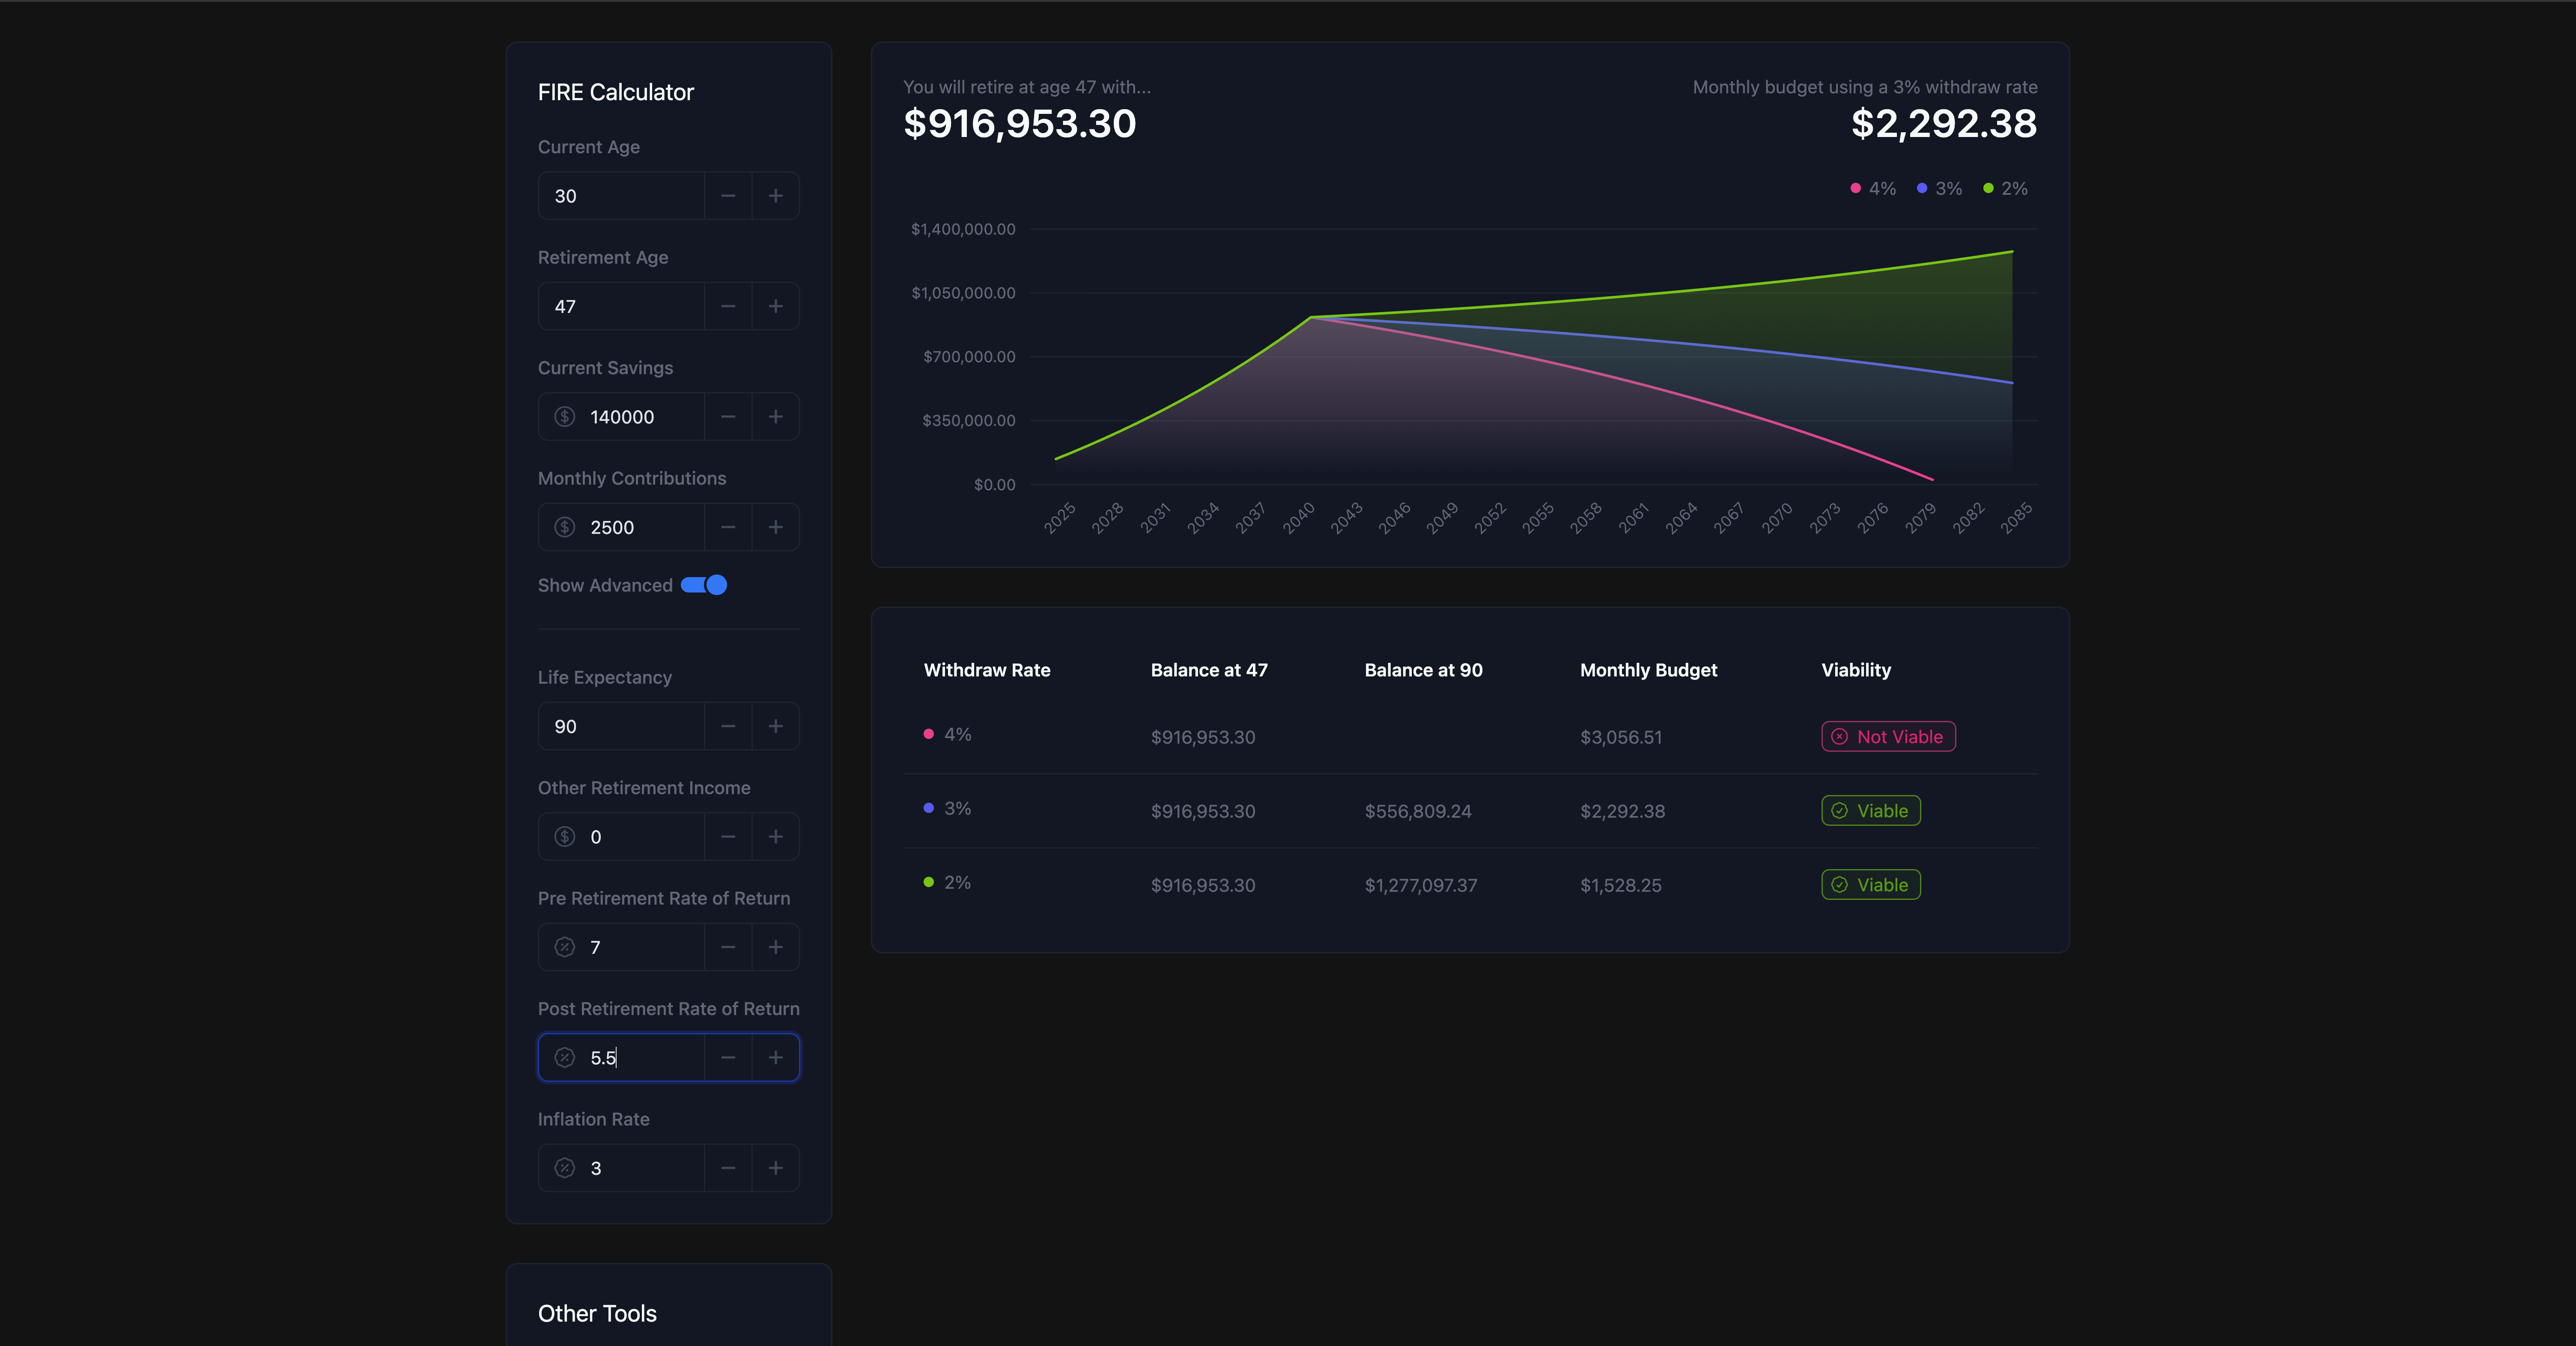 FIRE Calculator
Current Age
30
Retirement Age
47
Current Savings
140000
Monthly Contributions
2500
Show Advanced
Life Expectancy
90
Other Retirement Income
0
Pre Retirement Rate of Return
7
Post Retirement Rate of Return
5.5
Inflation Rate
3
Other Tools
You will retire at age 47 with...
$916,953.30
Monthly budget using a 3% withdraw rate
$2,292.38
4% 3% 2%
$1,400,000.00
$1,050,000.00
$700,000.00
$350,000.00
$0.00
2025 2028 2031 2034 2037 2040 2043 2046 2049 2052 2055 2058 2061 2064 2067 2070 2073 2076 2079 2082 2085
Withdraw Rate Balance at 47 Balance at 90 Monthly Budget Viability
4% $916,953.30 $3,056.51 Not Viable
3% $916,953.30 $556,809.24 $2,292.38 Viable
2% $916,953.30 $1,277,097.37 $1,528.25 Viable